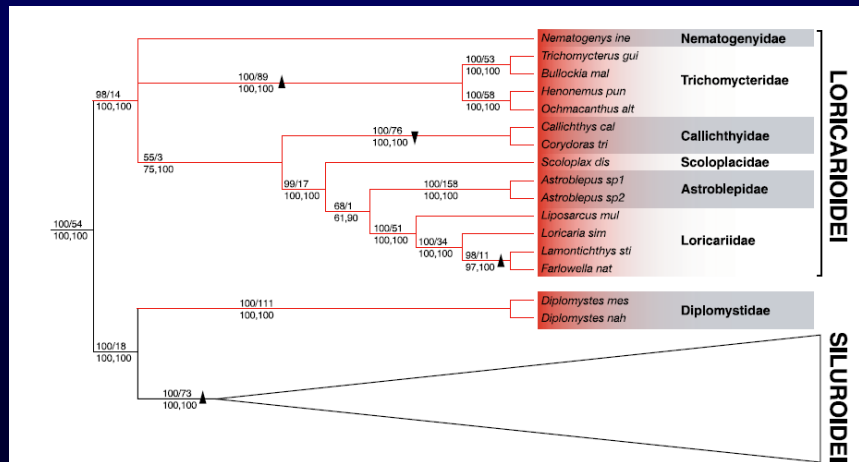 Nematogenys ine Nematogenyidae
100/53
Trichomycterus gui
100,100
100/89
Bullockia mal Trichomycteridae
100,100
98/14
100/58
Henonemus pun
100,100
100,100
Ochmacanthus alt
100/76
Callichthys cal Callichthyidae
100,100
Corydoras tri
55/3
75,100
Scoloplax dis Scoloplacidae
99/17
100,100
100/158
Astroblepus sp1 Astroblepidae
100,100
Astroblepus sp2
68/1
61,90
Liposarcus mul
100/51
100,100
Loricaria sim Loricariidae
100/34
100,100
98/11
Lamontichthys sti
97,100
Farlowella nat
LORICARIOIDEI
100/54
100,100
100/111
Diplomystes mes Diplomystidae
100,100
Diplomystes nah
100/18
100,100
100/73
100,100
SILUROIDEI